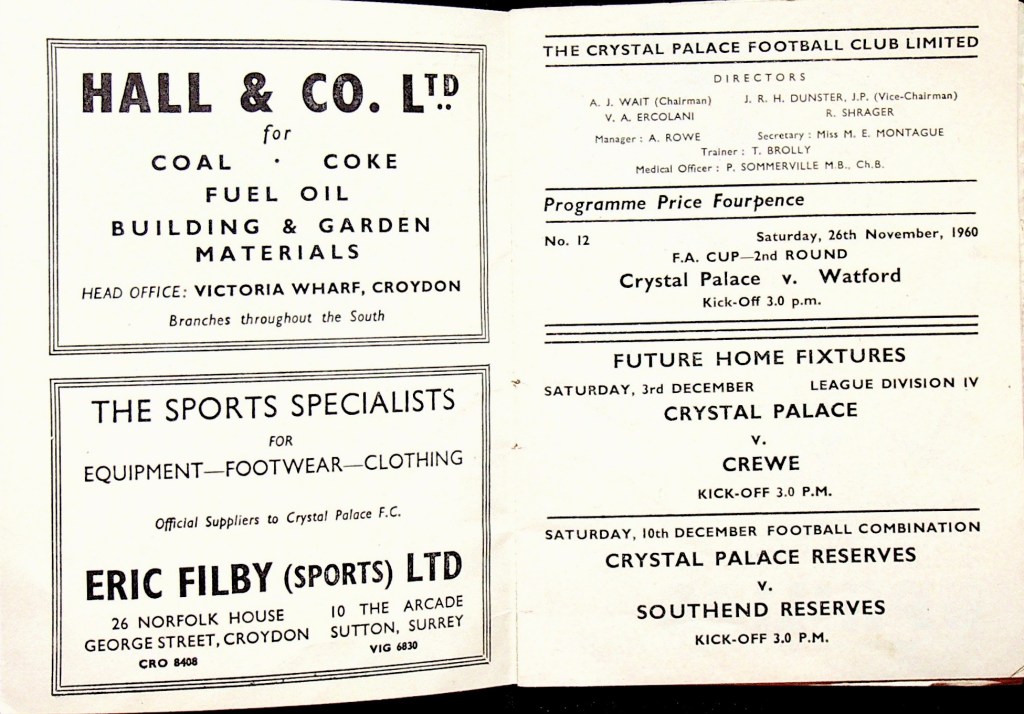 HALL & CO. LTD
for
COAL · COKE
FUEL OIL
BUILDING & GARDEN
MATERIALS
HEAD OFFICE: VICTORIA WHARF, CROYDON
Branches throughout the South
THE SPORTS SPECIALISTS
FOR
EQUIPMENT—FOOTWEAR—CLOTHING
Official Suppliers to Crystal Palace F.C.
ERIC FILBY (SPORTS) LTD
26 NORFOLK HOUSE
GEORGE STREET, CROYDON
CRO 8408
10 THE ARCADE
SUTTON, SURREY
VIG 6830
THE CRYSTAL PALACE FOOTBALL CLUB LIMITED
DIRECTORS
A. J. WAIT (Chairman) J. R. H. DUNSTER, J.P. (Vice-Chairman)
V. A. ERCOLANI R. SHRAGER
Manager : A. ROWE Secretary : Miss M. E. MONTAGUE
Trainer : T. BROLLY
Medical Officer : P. SOMMERVILLE M.B., Ch.B.
Programme Price Fourpence
No. 12 Saturday, 26th November, 1960
F.A. CUP—2nd ROUND
Crystal Palace v. Watford
Kick-Off 3.0 p.m.
FUTURE HOME FIXTURES
SATURDAY, 3rd DECEMBER LEAGUE DIVISION IV
CRYSTAL PALACE
v.
CREWE
KICK-OFF 3.0 P.M.
SATURDAY, 10th DECEMBER FOOTBALL COMBINATION
CRYSTAL PALACE RESERVES
v.
SOUTHEND RESERVES
KICK-OFF 3.0 P.M.